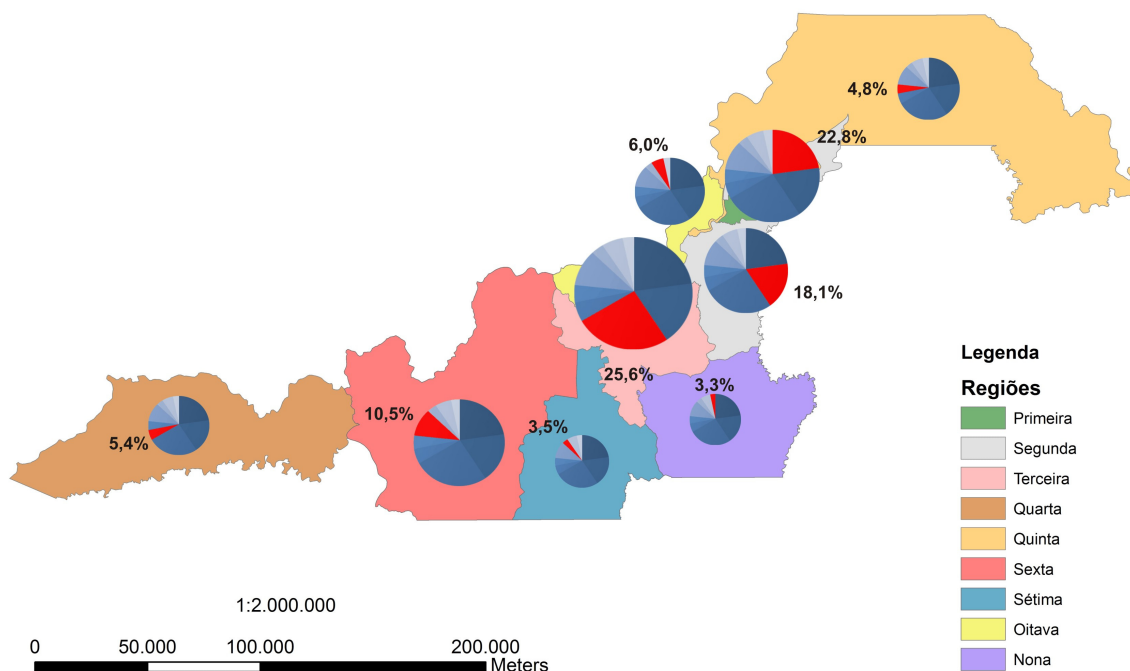 4,8%
6,0%
22,8%
18,1%
25,6%
3,3%
10,5%
3,5%
5,4%
Legenda
Regiões
Primeira
Segunda
Terceira
Quarta
Quinta
Sexta
Sétima
Oitava
Nona
1:2.000.000
0 50.000 100.000 200.000
Meters